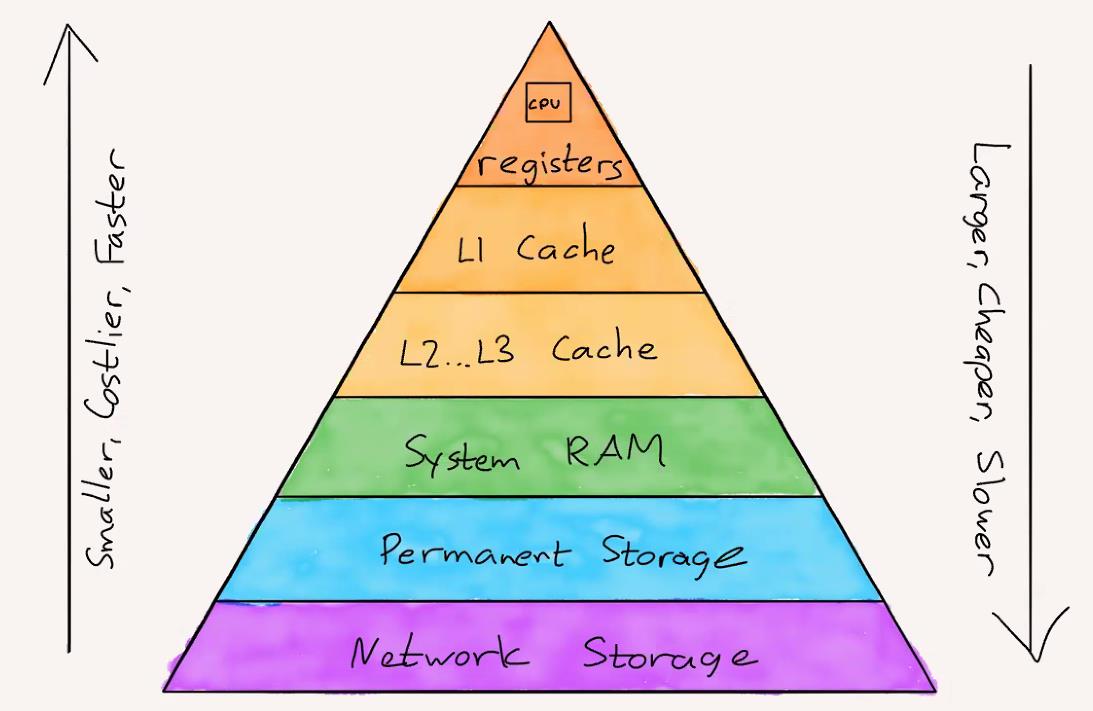 Smaller, Costlier, Faster
CPU
registers
L1 Cache
L2...L3 Cache
System RAM
Permanent Storage
Network Storage
Larger, Cheaper, Slower